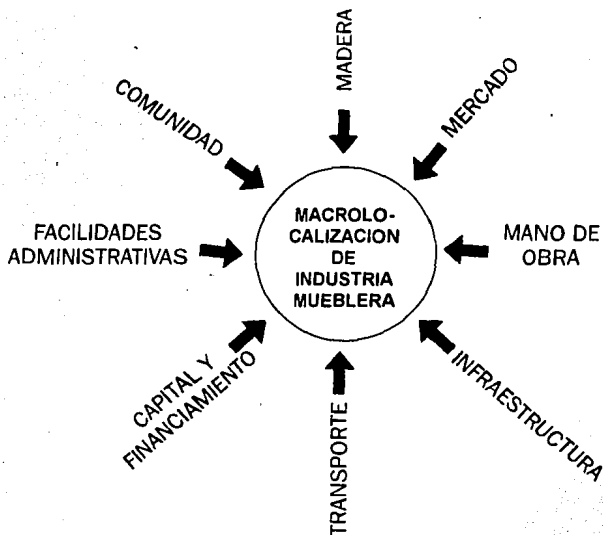 MADERA
MERCADO
COMUNIDAD
MACROLO-
CALIZACION
DE
INDUSTRIA
MUEBLERA
FACILIDADES
ADMINISTRATIVAS
MANO DE
OBRA
CAPITAL Y
FINANCIAMIENTO
TRANSPORTE
INFRAESTRUCTURA